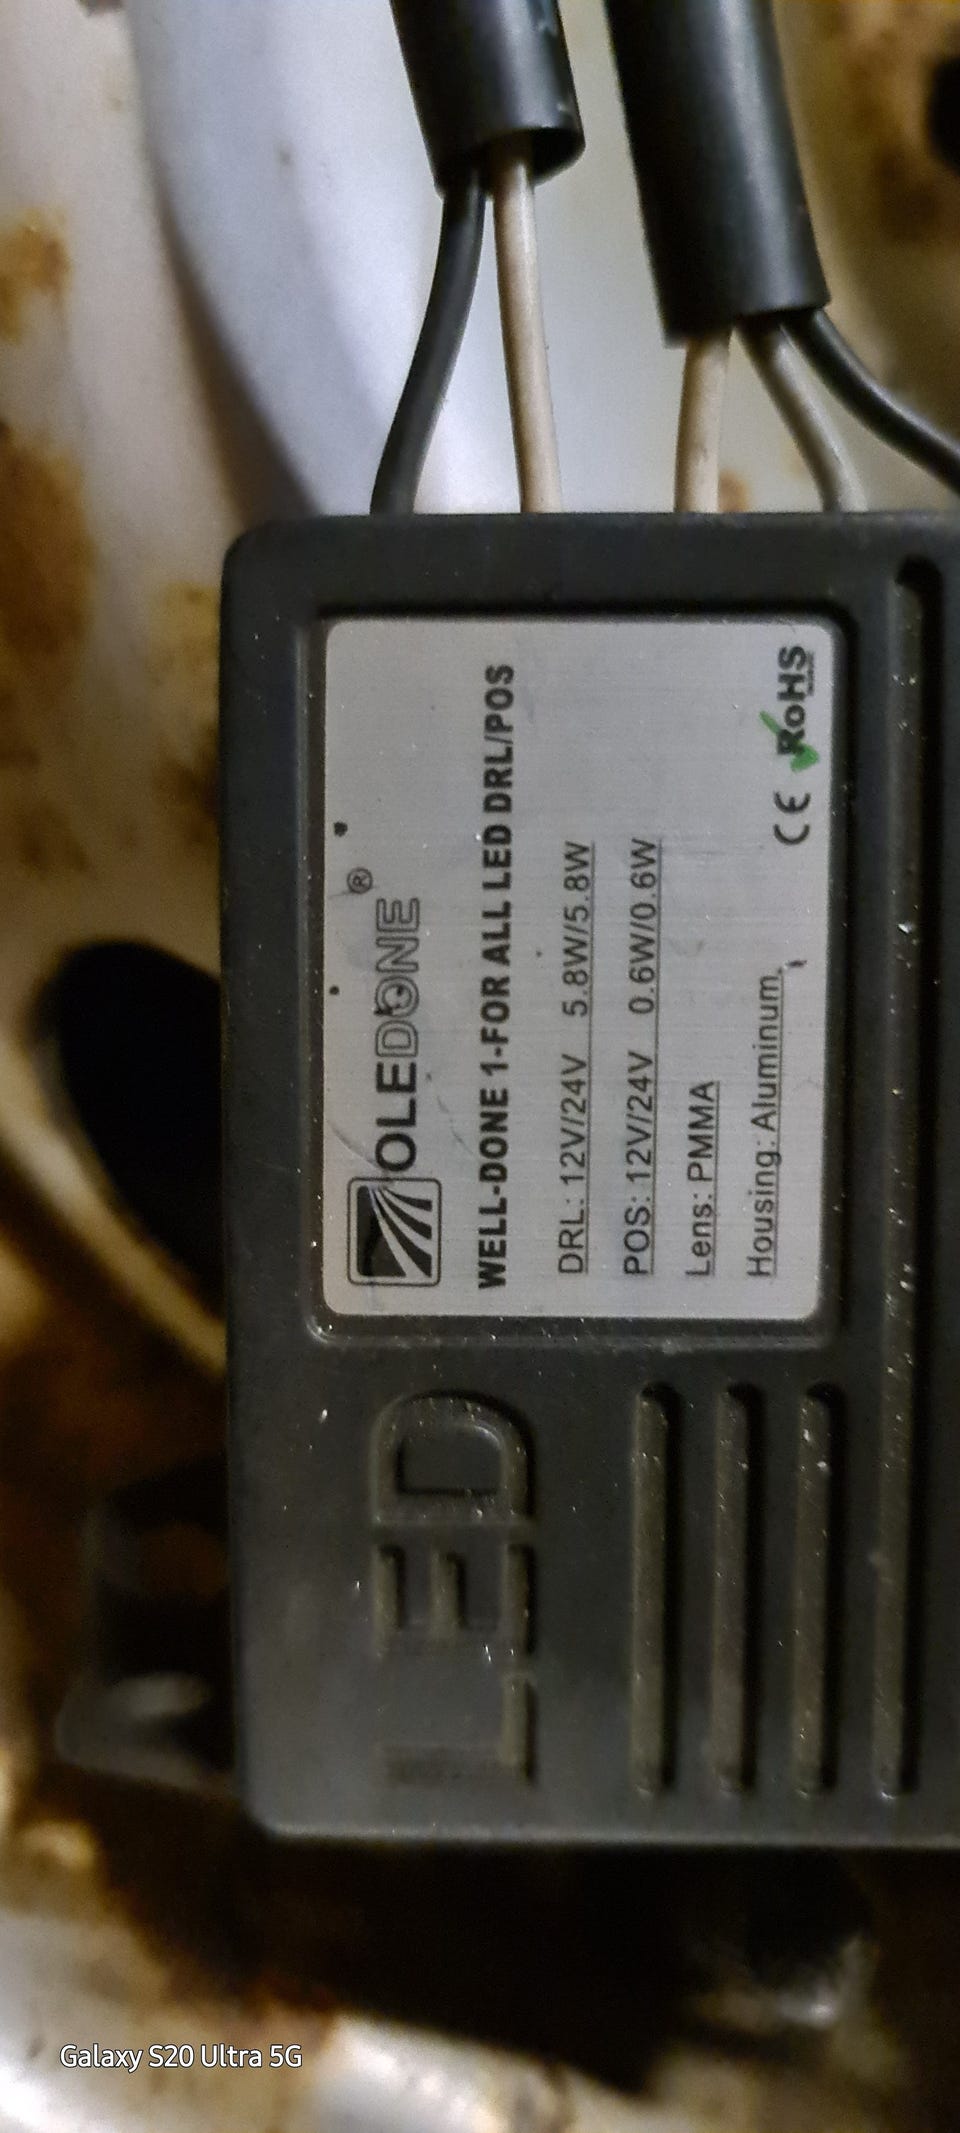 OLEDONE ®
WELL-DONE 1-FOR ALL LED DRL/POS
DRL: 12V/24V 5.8W/5.8W
POS: 12V/24V 0.6W/0.6W
Lens: PMMA
Housing: Aluminum
CE RoHS
LED
Galaxy S20 Ultra 5G